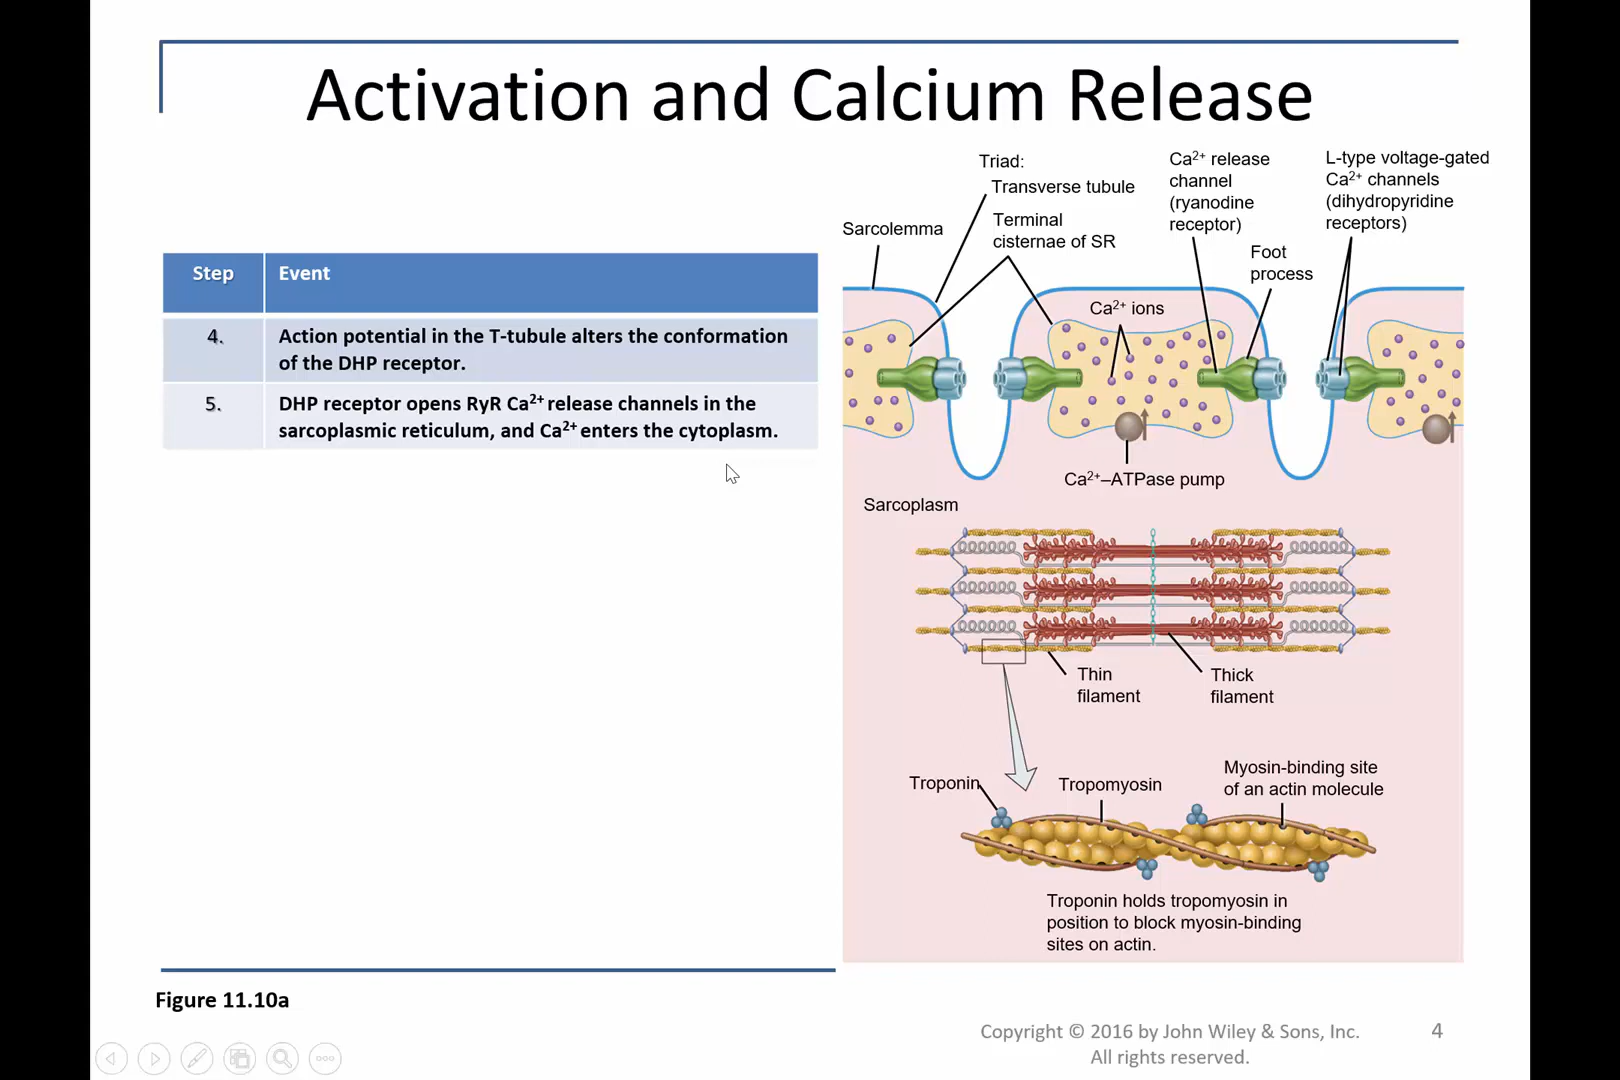 Activation and Calcium Release
Step Event
4. Action potential in the T-tubule alters the conformation
of the DHP receptor.
5. DHP receptor opens RyR Ca²⁺ release channels in the
sarcoplasmic reticulum, and Ca²⁺ enters the cytoplasm.
Triad:
Transverse tubule
Terminal
cisternae of SR
Sarcolemma
Ca²⁺ release
channel
(ryanodine
receptor)
L-type voltage-gated
Ca²⁺ channels
(dihydropyridine
receptors)
Foot
process
Ca²⁺ ions
Ca²⁺–ATPase pump
Sarcoplasm
Thin
filament
Thick
filament
Troponin
Tropomyosin
Myosin-binding site
of an actin molecule
Troponin holds tropomyosin in
position to block myosin-binding
sites on actin.
Figure 11.10a
Copyright © 2016 by John Wiley & Sons, Inc.
All rights reserved.
4